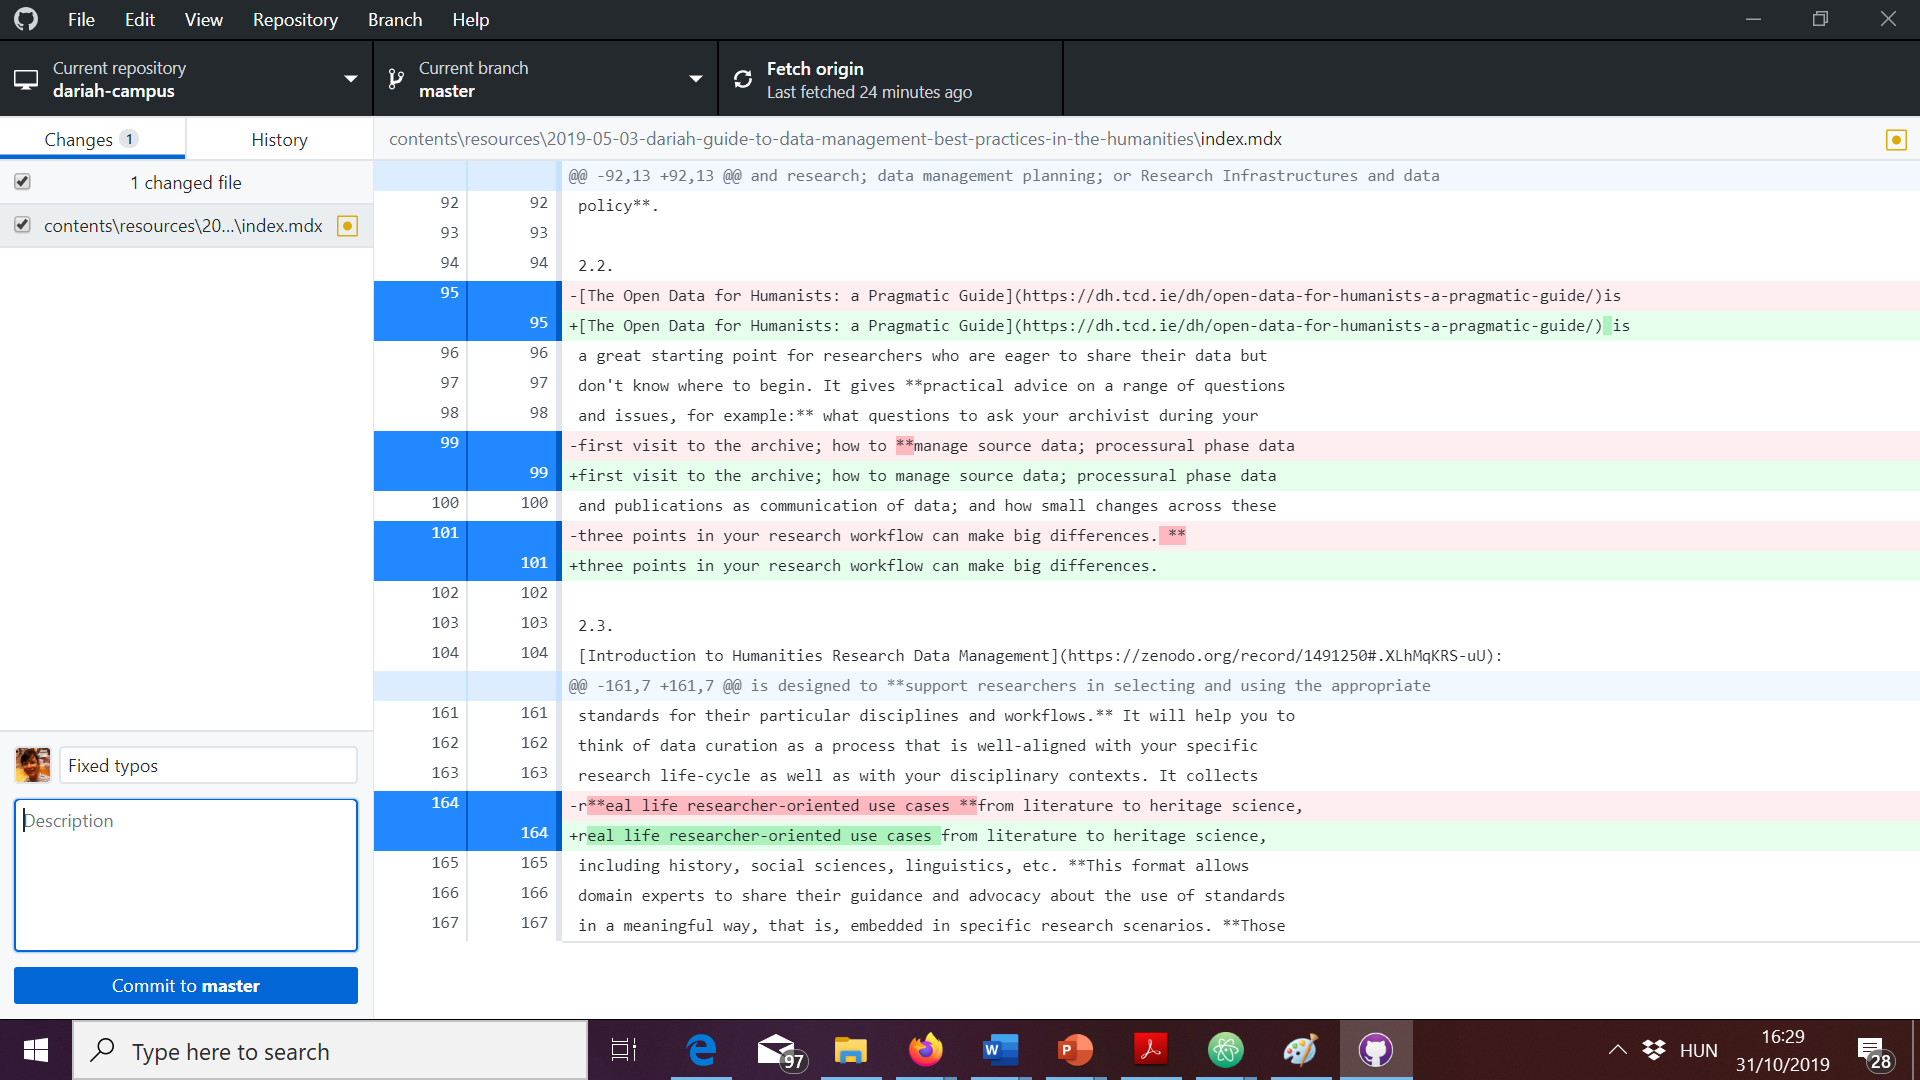 File Edit View Repository Branch Help
Current repository
dariah-campus
Current branch
master
Fetch origin
Last fetched 24 minutes ago
Changes 1
History
contents\resources\2019-05-03-dariah-guide-to-data-management-best-practices-in-the-humanities\index.mdx
1 changed file
contents\resources\20...\index.mdx
@@ -92,13 +92,13 @@ and research; data management planning; or Research Infrastructures and data
92 92 policy**.
93 93
94 94 2.2.
95 -[The Open Data for Humanists: a Pragmatic Guide](https://dh.tcd.ie/dh/open-data-for-humanists-a-pragmatic-guide/)is
95 +[The Open Data for Humanists: a Pragmatic Guide](https://dh.tcd.ie/dh/open-data-for-humanists-a-pragmatic-guide/) is
96 96 a great starting point for researchers who are eager to share their data but
97 97 don't know where to begin. It gives **practical advice on a range of questions
98 98 and issues, for example:** what questions to ask your archivist during your
99 -first visit to the archive; how to **manage source data; processural phase data
99 +first visit to the archive; how to manage source data; processural phase data
100 100 and publications as communication of data; and how small changes across these
101 -three points in your research workflow can make big differences. **
101 +three points in your research workflow can make big differences.
102 102
103 103 2.3.
104 104 [Introduction to Humanities Research Data Management](https://zenodo.org/record/1491250#.XLhMqKRS-uU):
@@ -161,7 +161,7 @@ is designed to **support researchers in selecting and using the appropriate
161 161 standards for their particular disciplines and workflows.** It will help you to
162 162 think of data curation as a process that is well-aligned with your specific
163 163 research life-cycle as well as with your disciplinary contexts. It collects
164 -r**eal life researcher-oriented use cases **from literature to heritage science,
164 +real life researcher-oriented use cases from literature to heritage science,
165 165 including history, social sciences, linguistics, etc. **This format allows
166 166 domain experts to share their guidance and advocacy about the use of standards
167 167 in a meaningful way, that is, embedded in specific research scenarios. **Those
Fixed typos
Description
Commit to master
Type here to search
97
HUN
16:29
31/10/2019
28